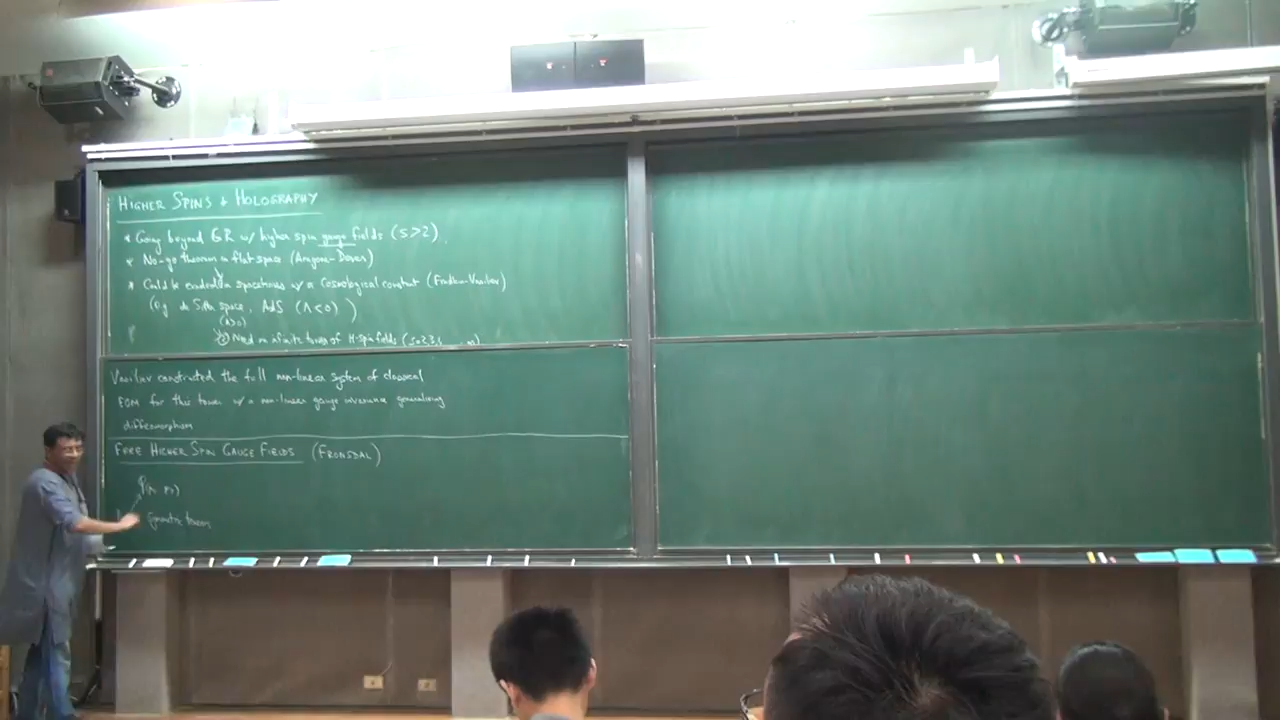 HIGHER SPINS & HOLOGRAPHY
* Going beyond GR w/ higher spin gauge fields (s>2).
* No-go theorem in flat space (Aragone-Deser)
* Could be evaded in spacetimes w/ a cosmological constant (Fradkin-Vasiliev)
(e.g. de Sitter space, AdS (Λ<0))
(Λ>0)
Need an infinite tower of H-spin fields (s=2,3,4, ... ∞)
Vasiliev constructed the full non-linear system of classical
EOM for this tower w/ a non-linear gauge invariance generalising
diffeomorphism
FREE HIGHER SPIN GAUGE FIELDS (FRONSDAL)
symmetric tensor